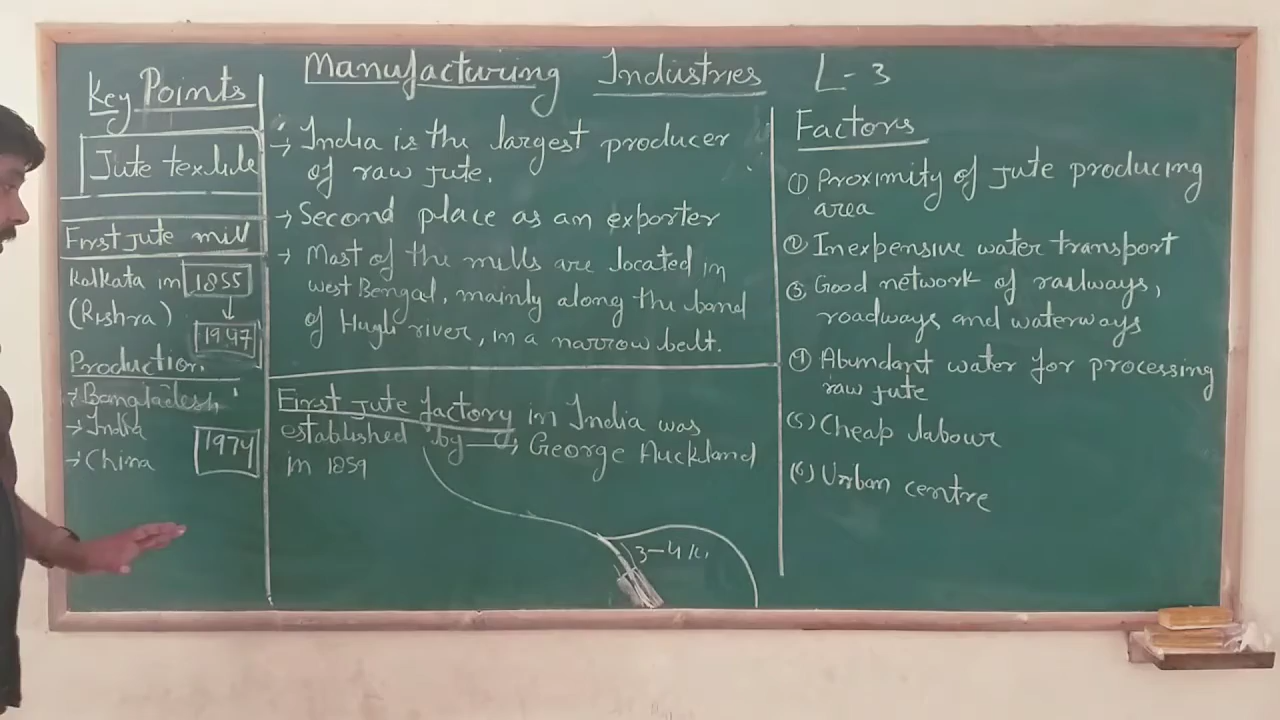 Manufacturing Industries L-3
Key Points
Jute textile
First Jute mill
Kolkata in 1855
(Rishra)
1947
Production
→ Bangladesh
→ India
→ China
1974
→ India is the largest producer
of raw jute.
→ Second place as an exporter
→ Most of the mills are located in
west Bengal, mainly along the band
of Hugli river, in a narrow belt.
First Jute factory in India was
established by → George Auckland
in 1859
3-4 K.
Factors
① Proximity of Jute producing
area
② Inexpensive water transport
③ Good network of railways,
roadways and waterways
④ Abundant water for processing
raw jute
(5) Cheap labour
(6) Urban centre